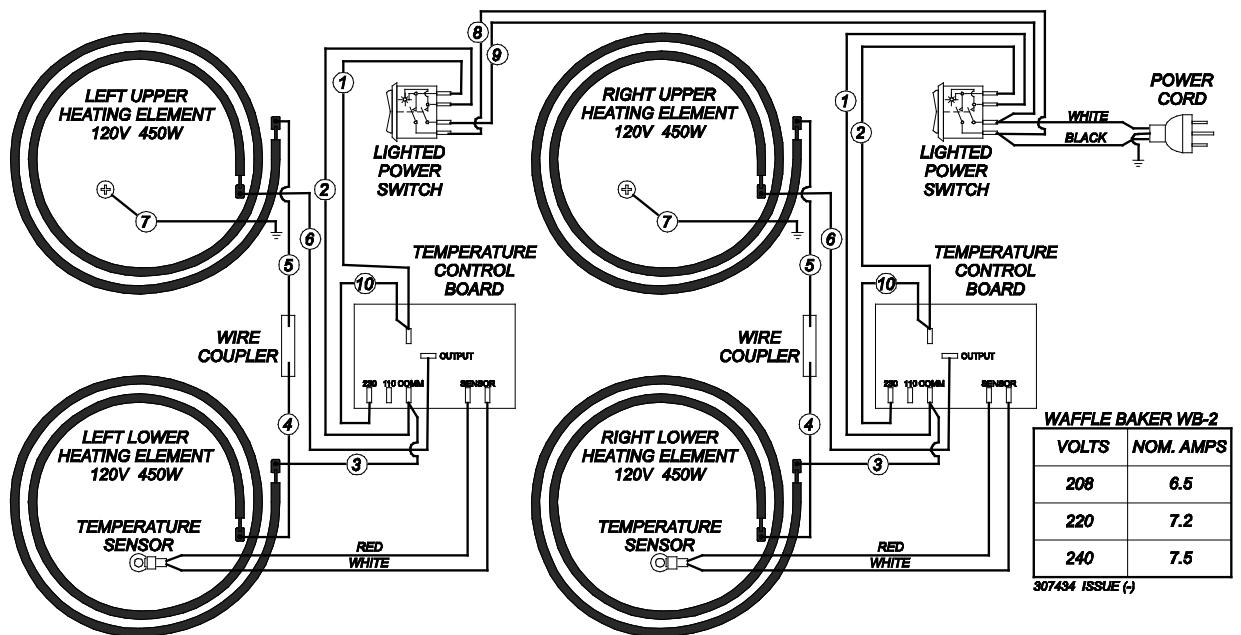 8
9
1
2
LEFT UPPER
HEATING ELEMENT
120V 450W
7
6
5
LIGHTED
POWER
SWITCH
TEMPERATURE
CONTROL
BOARD
10
WIRE
COUPLER
OUTPUT
220 110 COMM SENSOR
4
3
LEFT LOWER
HEATING ELEMENT
120V 450W
TEMPERATURE
SENSOR
RED
WHITE
RIGHT UPPER
HEATING ELEMENT
120V 450W
7
6
5
1
2
LIGHTED
POWER
SWITCH
POWER
CORD
WHITE
BLACK
TEMPERATURE
CONTROL
BOARD
10
WIRE
COUPLER
OUTPUT
220 110 COMM SENSOR
4
3
RIGHT LOWER
HEATING ELEMENT
120V 450W
TEMPERATURE
SENSOR
RED
WHITE
WAFFLE BAKER WB-2
VOLTS NOM. AMPS
208 6.5
220 7.2
240 7.5
307434 ISSUE (-)